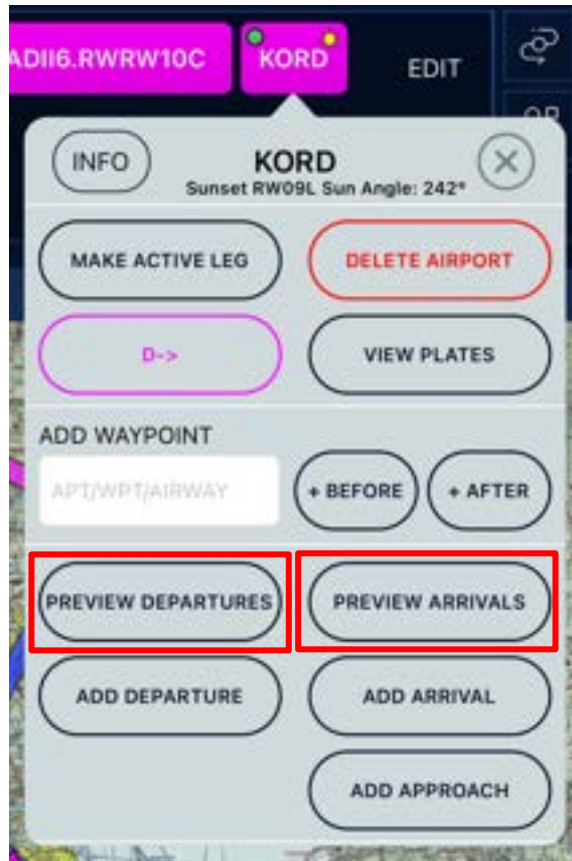 ADII6.RWRW10C KORD EDIT
INFO KORD X
Sunset RW09L Sun Angle: 242°
MAKE ACTIVE LEG DELETE AIRPORT
D-> VIEW PLATES
ADD WAYPOINT
APT/WPT/AIRWAY + BEFORE + AFTER
PREVIEW DEPARTURES PREVIEW ARRIVALS
ADD DEPARTURE ADD ARRIVAL
ADD APPROACH